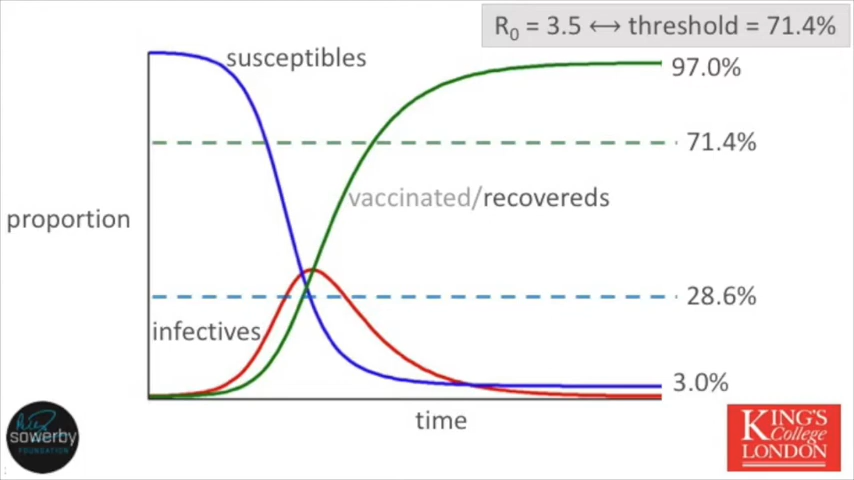 R₀ = 3.5 ⟷ threshold = 71.4%
susceptibles
97.0%
71.4%
vaccinated/recovereds
proportion
28.6%
infectives
3.0%
time
sowerby
FOUNDATION
KING'S
College
LONDON